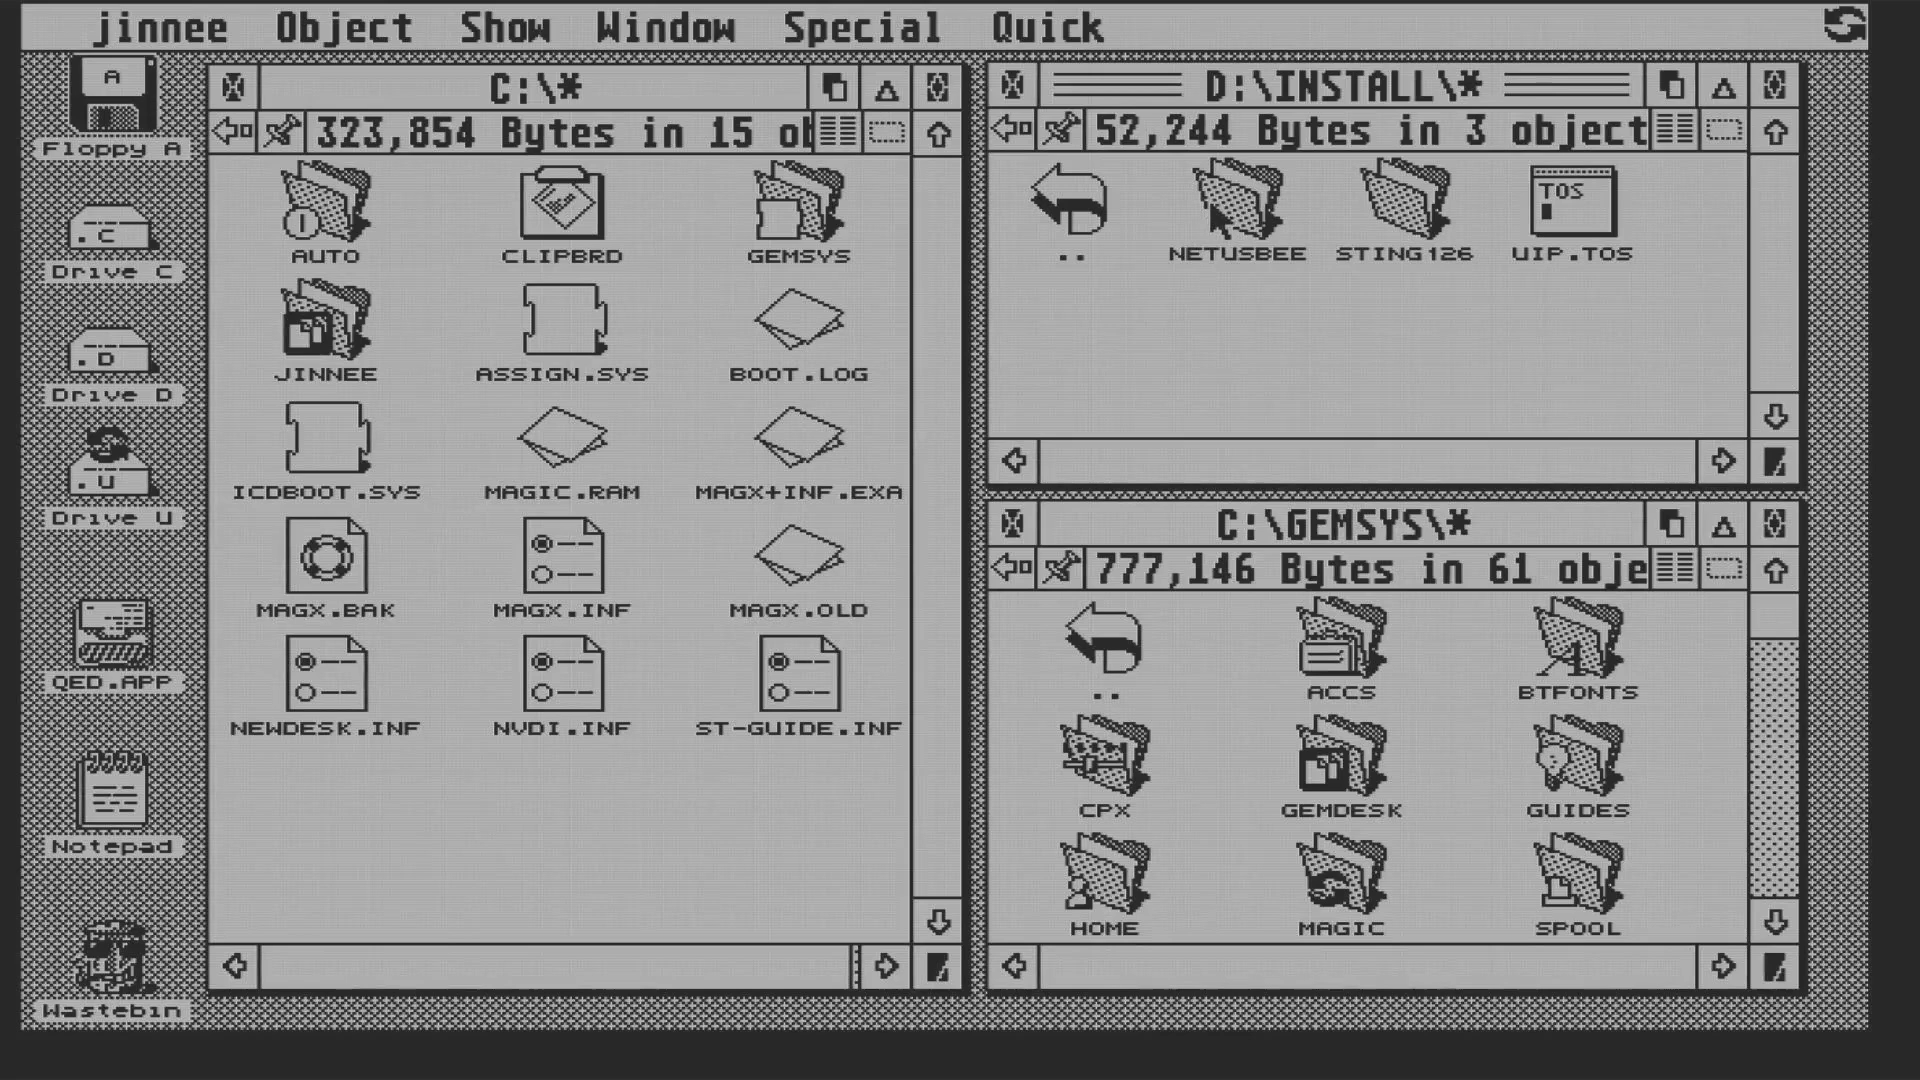 jinnee Object Show Window Special Quick
A
Floppy A
.C
Drive C
.D
Drive D
.U
Drive U
QED.APP
Notepad
Wastebin
C:\*
323,854 Bytes in 15 ob
AUTO CLIPBRD GEMSYS
JINNEE ASSIGN.SYS BOOT.LOG
ICDBOOT.SYS MAGIC.RAM MAGX+INF.EXA
MAGX.BAK MAGX.INF MAGX.OLD
NEWDESK.INF NVDI.INF ST-GUIDE.INF
D:\INSTALL\*
52,244 Bytes in 3 object
TOS
.. NETUSBEE STING126 UIP.TOS
C:\GEMSYS\*
777,146 Bytes in 61 obje
.. ACCS BTFONTS
CPX GEMDESK GUIDES
HOME MAGIC SPOOL